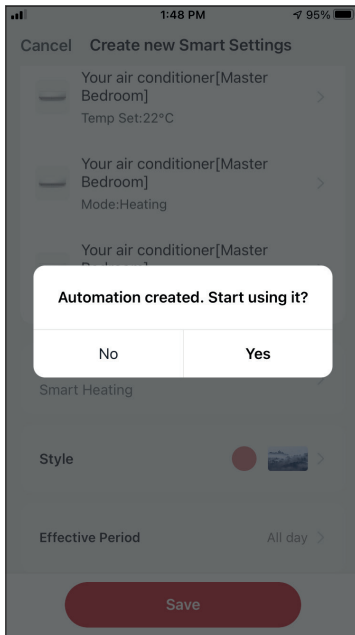 1:48 PM
95%
Cancel Create new Smart Settings
Your air conditioner[Master
Bedroom]
Temp Set:22°C
Your air conditioner[Master
Bedroom]
Mode:Heating
Your air conditioner[Master
Automation created. Start using it?
No Yes
Smart Heating
Style
Effective Period All day
Save